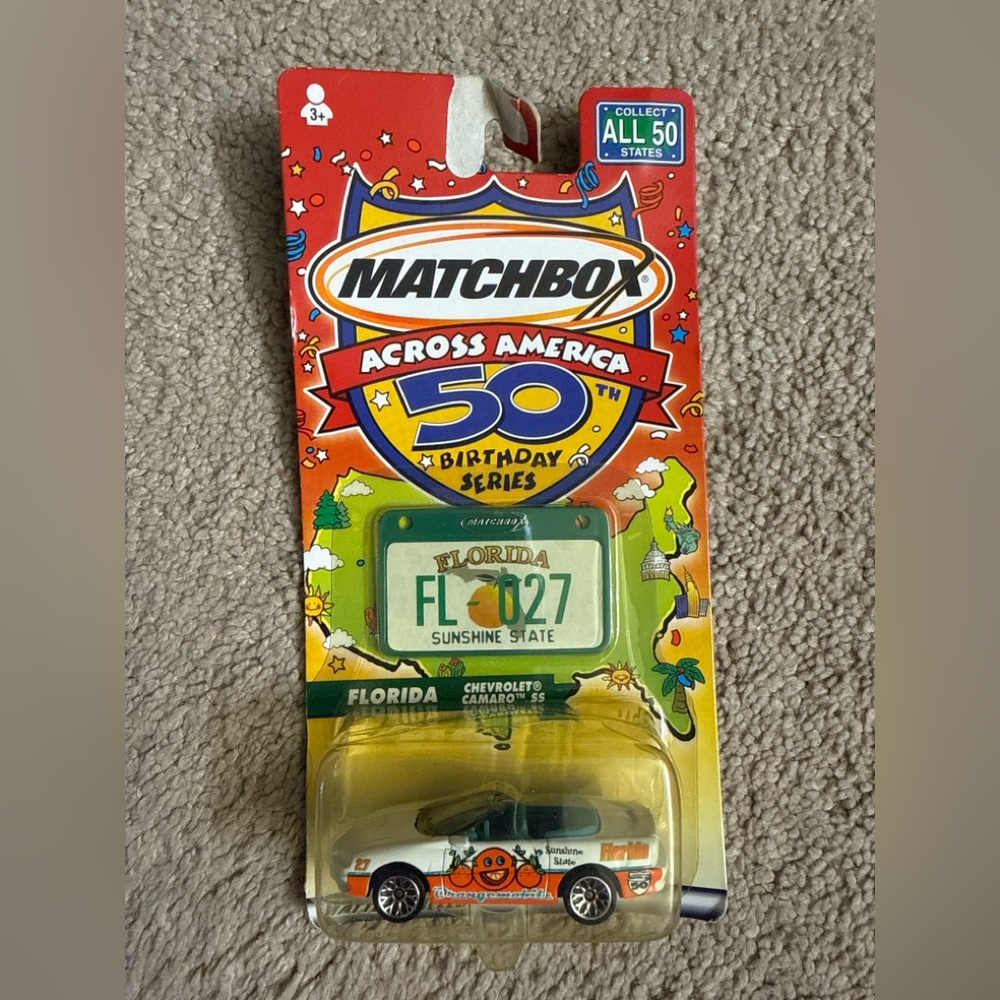 3+
COLLECT
ALL 50
STATES
MATCHBOX®
ACROSS AMERICA
50TH
BIRTHDAY
SERIES
MATCHBOX
FLORIDA
FL-027
SUNSHINE STATE
FLORIDA
CHEVROLET®
CAMARO™ SS
27
Sunshine
State
Florida
50